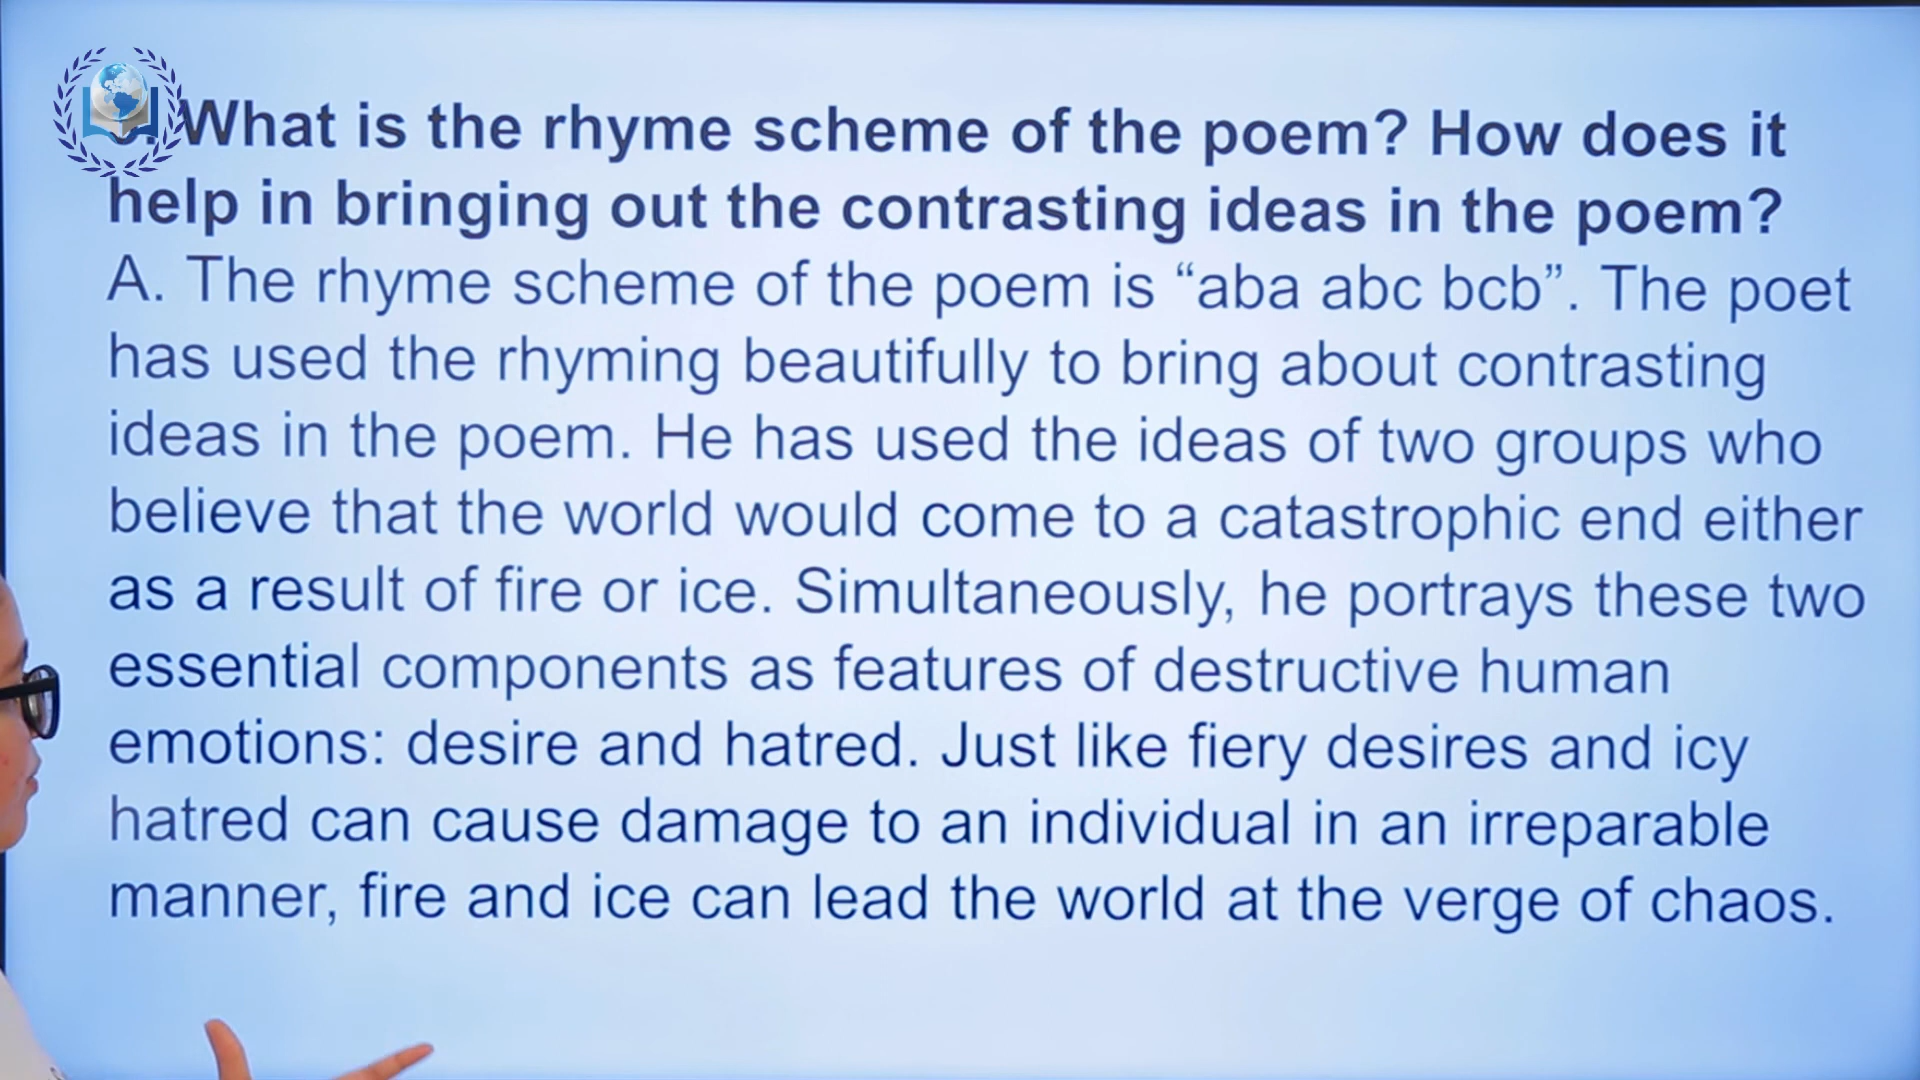 What is the rhyme scheme of the poem? How does it
help in bringing out the contrasting ideas in the poem?
A. The rhyme scheme of the poem is “aba abc bcb”. The poet
has used the rhyming beautifully to bring about contrasting
ideas in the poem. He has used the ideas of two groups who
believe that the world would come to a catastrophic end either
as a result of fire or ice. Simultaneously, he portrays these two
essential components as features of destructive human
emotions: desire and hatred. Just like fiery desires and icy
hatred can cause damage to an individual in an irreparable
manner, fire and ice can lead the world at the verge of chaos.